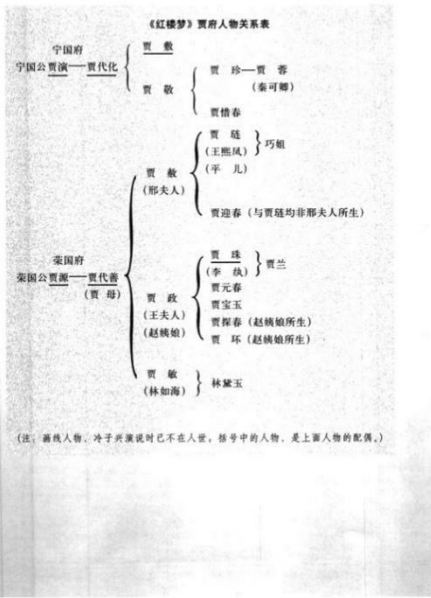 《红楼梦》贾府人物关系表
宁国府
宁国公贾演——贾代化
贾 敷
贾 敬
贾 珍—贾 蓉
(秦可卿)
贾惜春
荣国府
荣国公贾源——贾代善
(贾 母)
贾 赦
(邢夫人)
贾 琏
(王熙凤)
(平 儿)
巧姐
贾迎春(与贾琏均非邢夫人所生)
贾 政
(王夫人)
(赵姨娘)
贾 珠
(李 纨)
贾兰
贾元春
贾宝玉
贾探春(赵姨娘所生)
贾 环(赵姨娘所生)
贾 敏
(林如海)
林黛玉
(注:画线人物,冷子兴演说时已不在人世,括号中的人物,是上面人物的配偶。)